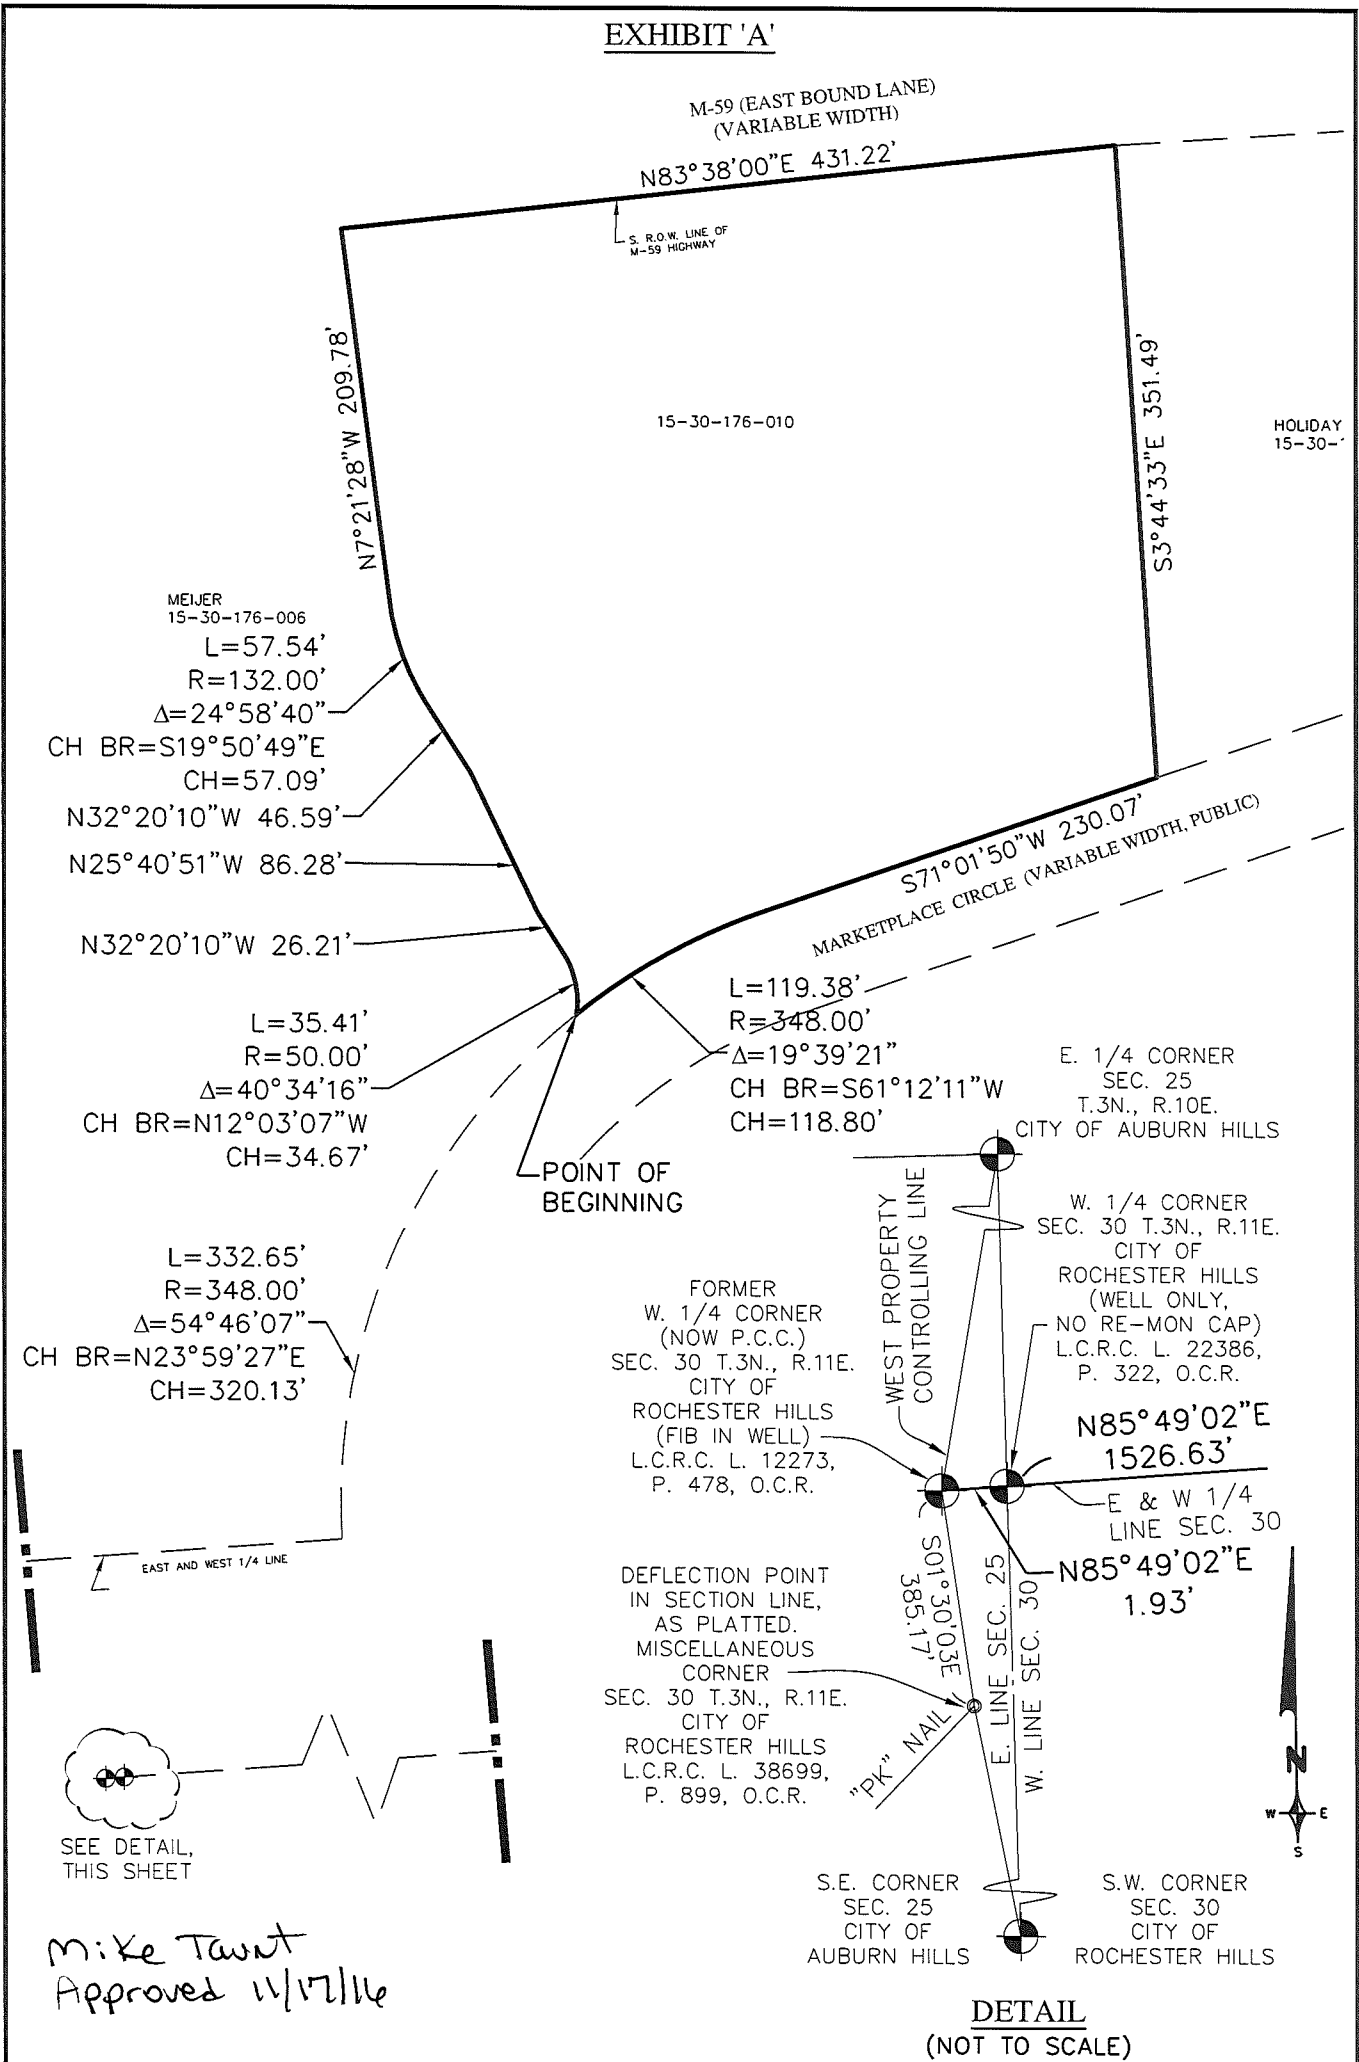 EXHIBIT 'A'
M-59 (EAST BOUND LANE)
(VARIABLE WIDTH)
N83°38'00"E 431.22'
S. R.O.W. LINE OF
M-59 HIGHWAY
N7°21'28"W 209.78'
15-30-176-010
S3°44'33"E 351.49'
HOLIDAY
15-30-
MEIJER
15-30-176-006
L=57.54'
R=132.00'
Δ=24°58'40"
CH BR=S19°50'49"E
CH=57.09'
N32°20'10"W 46.59'
N25°40'51"W 86.28'
N32°20'10"W 26.21'
S71°01'50"W 230.07'
MARKETPLACE CIRCLE (VARIABLE WIDTH, PUBLIC)
L=35.41'
R=50.00'
Δ=40°34'16"
CH BR=N12°03'07"W
CH=34.67'
L=119.38'
R=348.00'
Δ=19°39'21"
CH BR=S61°12'11"W
CH=118.80'
POINT OF
BEGINNING
E. 1/4 CORNER
SEC. 25
T.3N., R.10E.
CITY OF AUBURN HILLS
L=332.65'
R=348.00'
Δ=54°46'07"
CH BR=N23°59'27"E
CH=320.13'
WEST PROPERTY
CONTROLLING LINE
W. 1/4 CORNER
SEC. 30 T.3N., R.11E.
CITY OF
ROCHESTER HILLS
(WELL ONLY,
NO RE-MON CAP)
L.C.R.C. L. 22386,
P. 322, O.C.R.
FORMER
W. 1/4 CORNER
(NOW P.C.C.)
SEC. 30 T.3N., R.11E.
CITY OF
ROCHESTER HILLS
(FIB IN WELL)
L.C.R.C. L. 12273,
P. 478, O.C.R.
N85°49'02"E
1526.63'
E & W 1/4
LINE SEC. 30
N85°49'02"E
1.93'
EAST AND WEST 1/4 LINE
S01°30'03E
385.17'
DEFLECTION POINT
IN SECTION LINE,
AS PLATTED.
MISCELLANEOUS
CORNER
SEC. 30 T.3N., R.11E.
CITY OF
ROCHESTER HILLS
L.C.R.C. L. 38699,
P. 899, O.C.R.
"PK" NAIL
E. LINE SEC. 25
W. LINE SEC. 30
N
W E
S
SEE DETAIL,
THIS SHEET
S.E. CORNER
SEC. 25
CITY OF
AUBURN HILLS
S.W. CORNER
SEC. 30
CITY OF
ROCHESTER HILLS
Mike Taunt
Approved 11/17/16
DETAIL
(NOT TO SCALE)